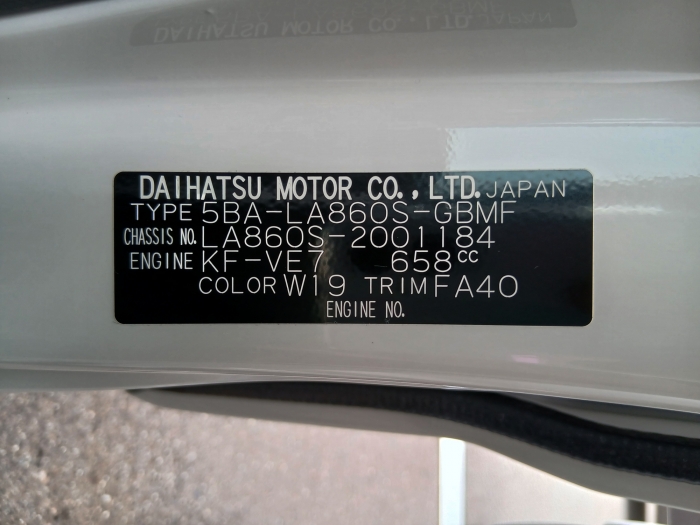 DAIHATSU MOTOR CO., LTD. JAPAN
TYPE 5BA-LA860S-GBMF
CHASSIS NO. LA860S-2001184
ENGINE KF-VE7 658cc
COLOR W19 TRIM FA40
ENGINE NO.